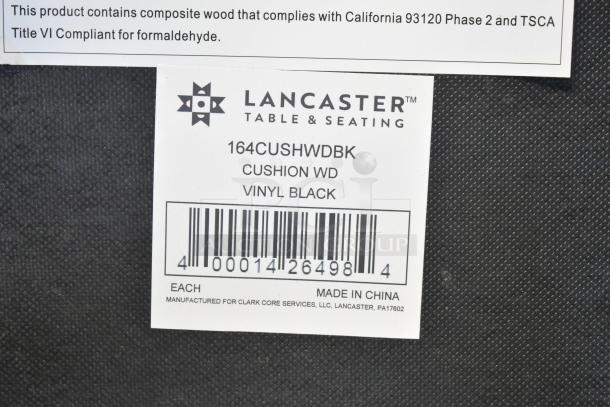 This product contains composite wood that complies with California 93120 Phase 2 and TSCA
Title VI Compliant for formaldehyde.
LANCASTER™
TABLE & SEATING
164CUSHWDBK
CUSHION WD
VINYL BLACK
4 00014 26498 4
EACH
MADE IN CHINA
MANUFACTURED FOR CLARK CORE SERVICES, LLC, LANCASTER, PA17602